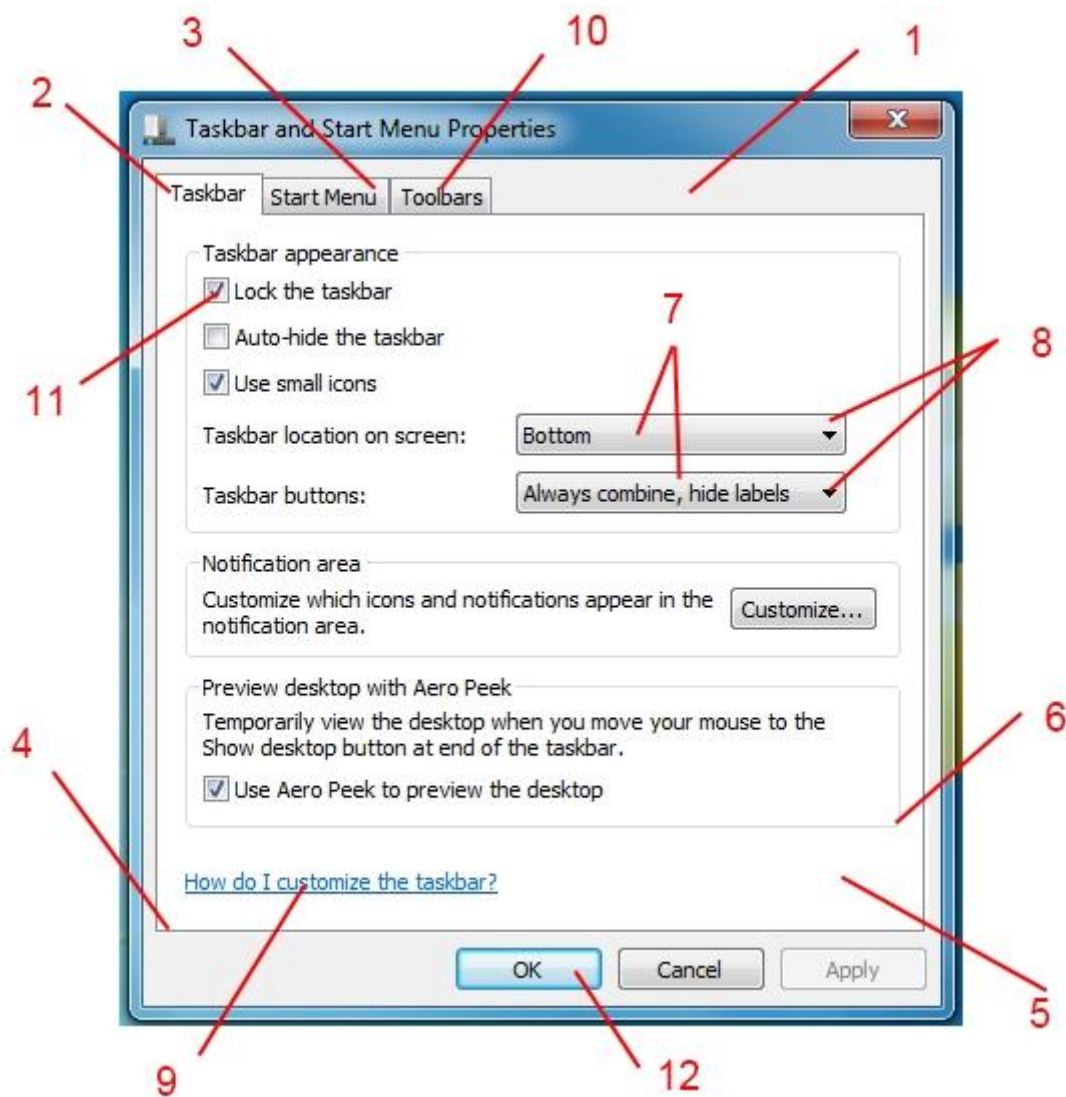 3
10
1
2
Taskbar and Start Menu Properties
x
Taskbar
Start Menu
Toolbars
Taskbar appearance
Lock the taskbar
7
Auto-hide the taskbar
8
11
Use small icons
Taskbar location on screen:
Bottom
Taskbar buttons:
Always combine, hide labels
Notification area
Customize which icons and notifications appear in the
notification area.
Customize...
Preview desktop with Aero Peek
Temporarily view the desktop when you move your mouse to the
Show desktop button at end of the taskbar.
6
4
Use Aero Peek to preview the desktop
How do I customize the taskbar?
OK
Cancel
Apply
5
9
12